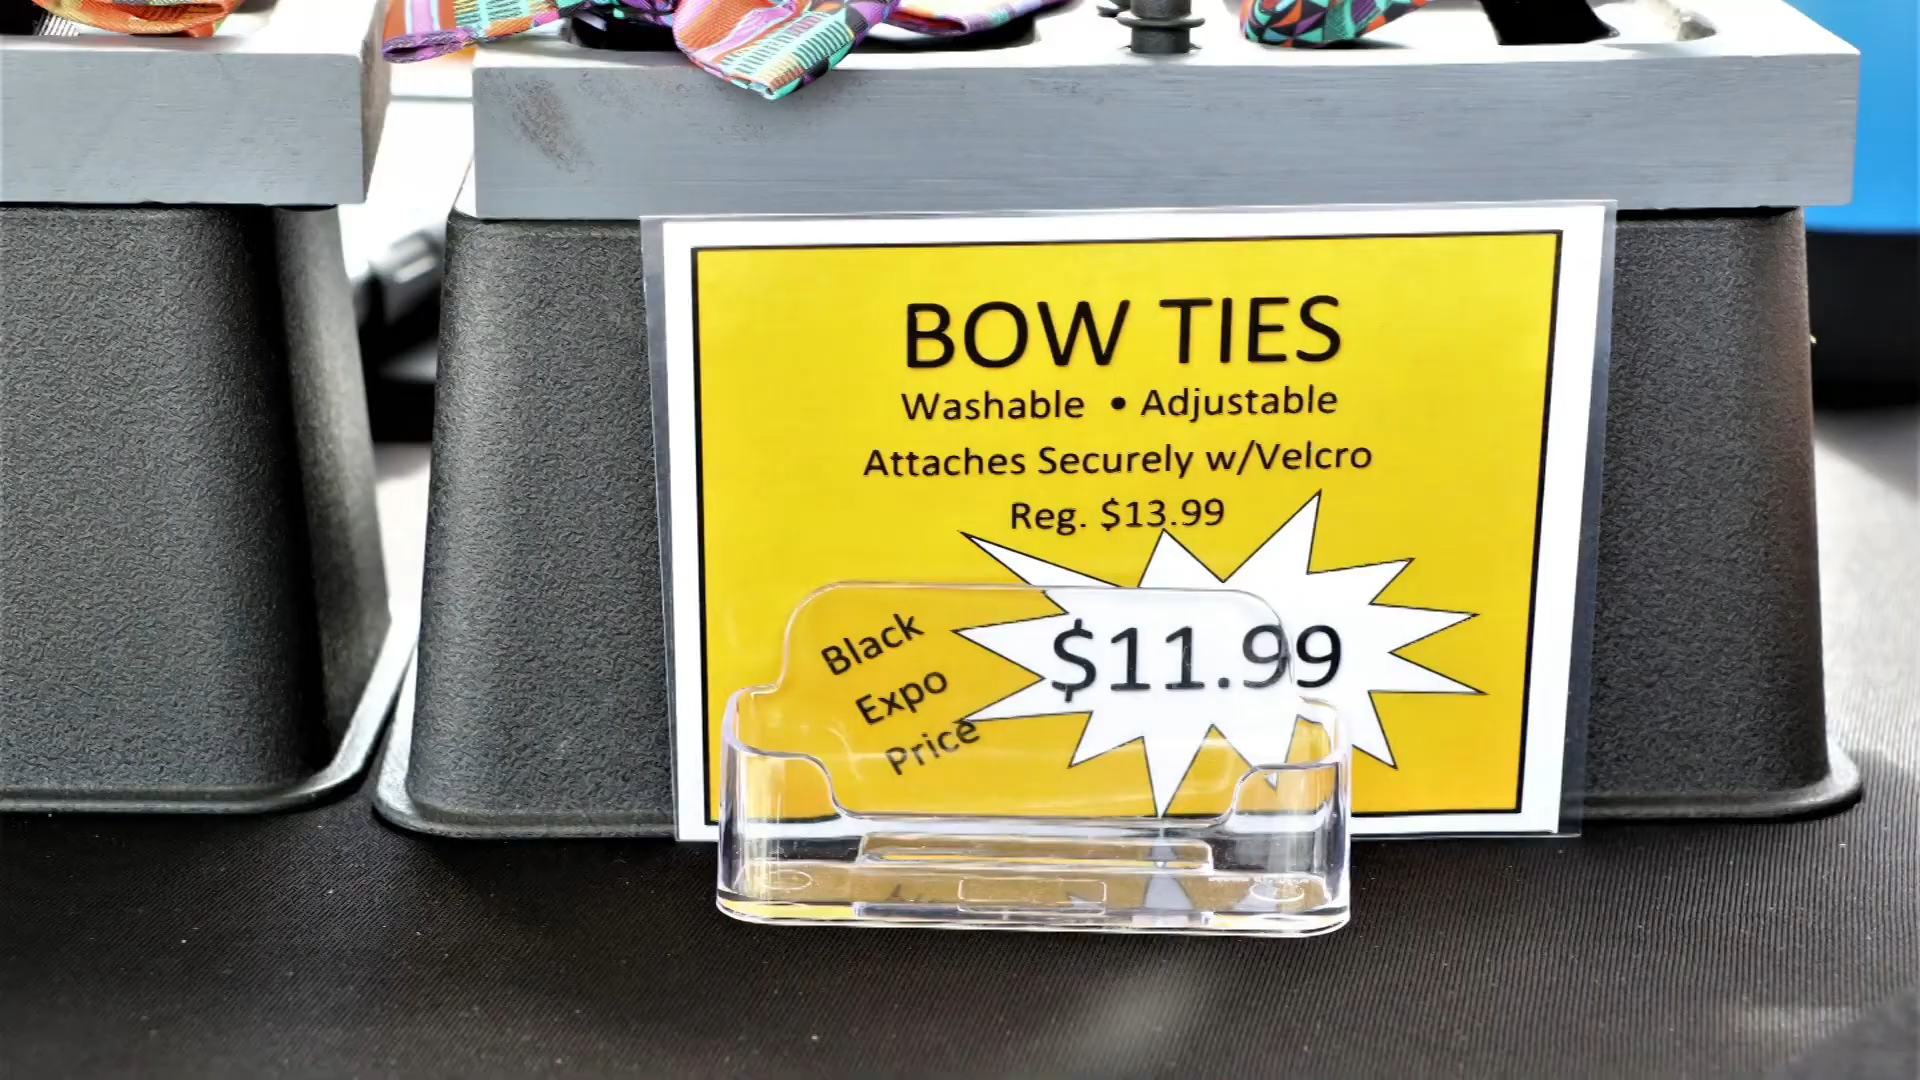 BOW TIES
Washable • Adjustable
Attaches Securely w/Velcro
Reg. $13.99
Black
Expo
Price
$11.99